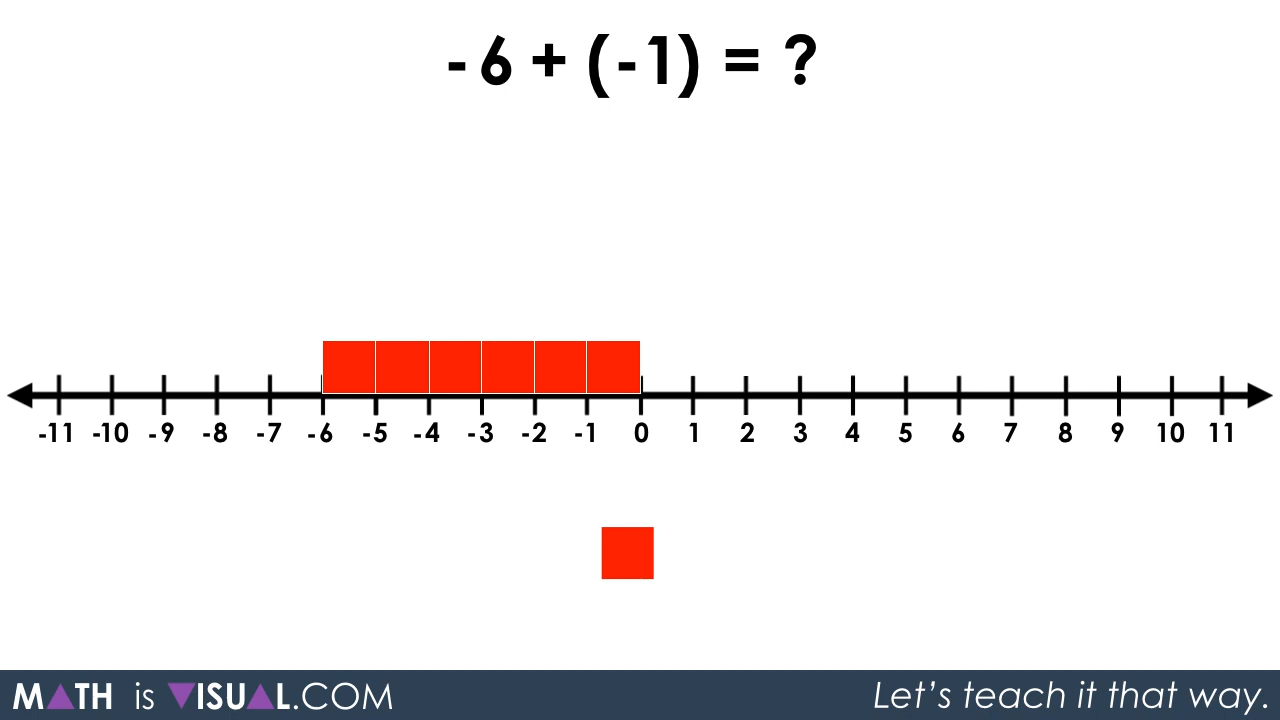 -6 + (-1) = ?
-11 -10 -9 -8 -7 -6 -5 -4 -3 -2 -1 0 1 2 3 4 5 6 7 8 9 10 11
MATH is VISUAL.COM
Let's teach it that way.